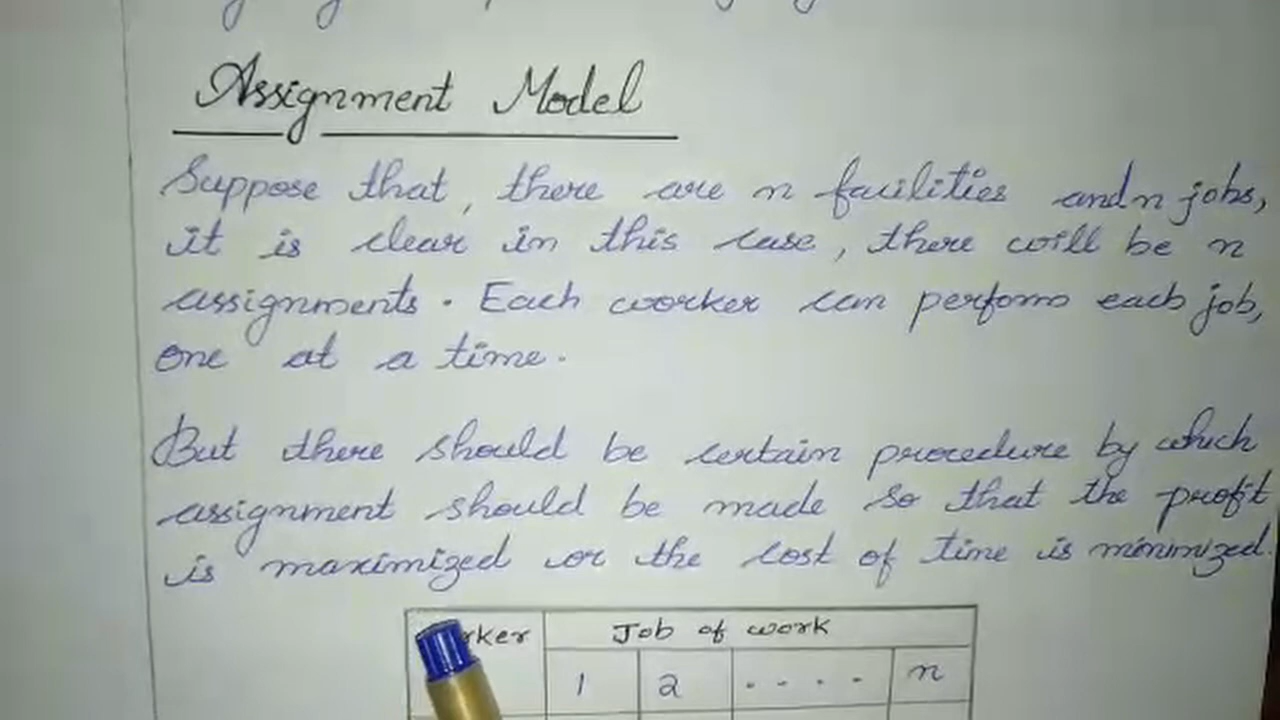 Assignment Model
Suppose that, there are n facilities and n jobs,
it is clear in this case, there will be n
assignments. Each worker can perform each job,
one at a time.
But there should be certain procedure by which
assignment should be made so that the profit
is maximized or the cost of time is minimized.
Job of work
1 2 . . . . n